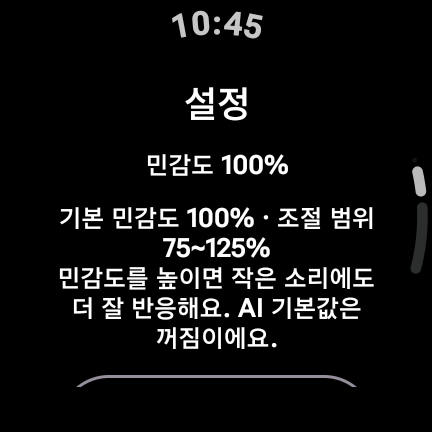 10:45
설정
민감도 100%
기본 민감도 100% · 조절 범위
75~125%
민감도를 높이면 작은 소리에도
더 잘 반응해요. AI 기본값은
꺼짐이에요.